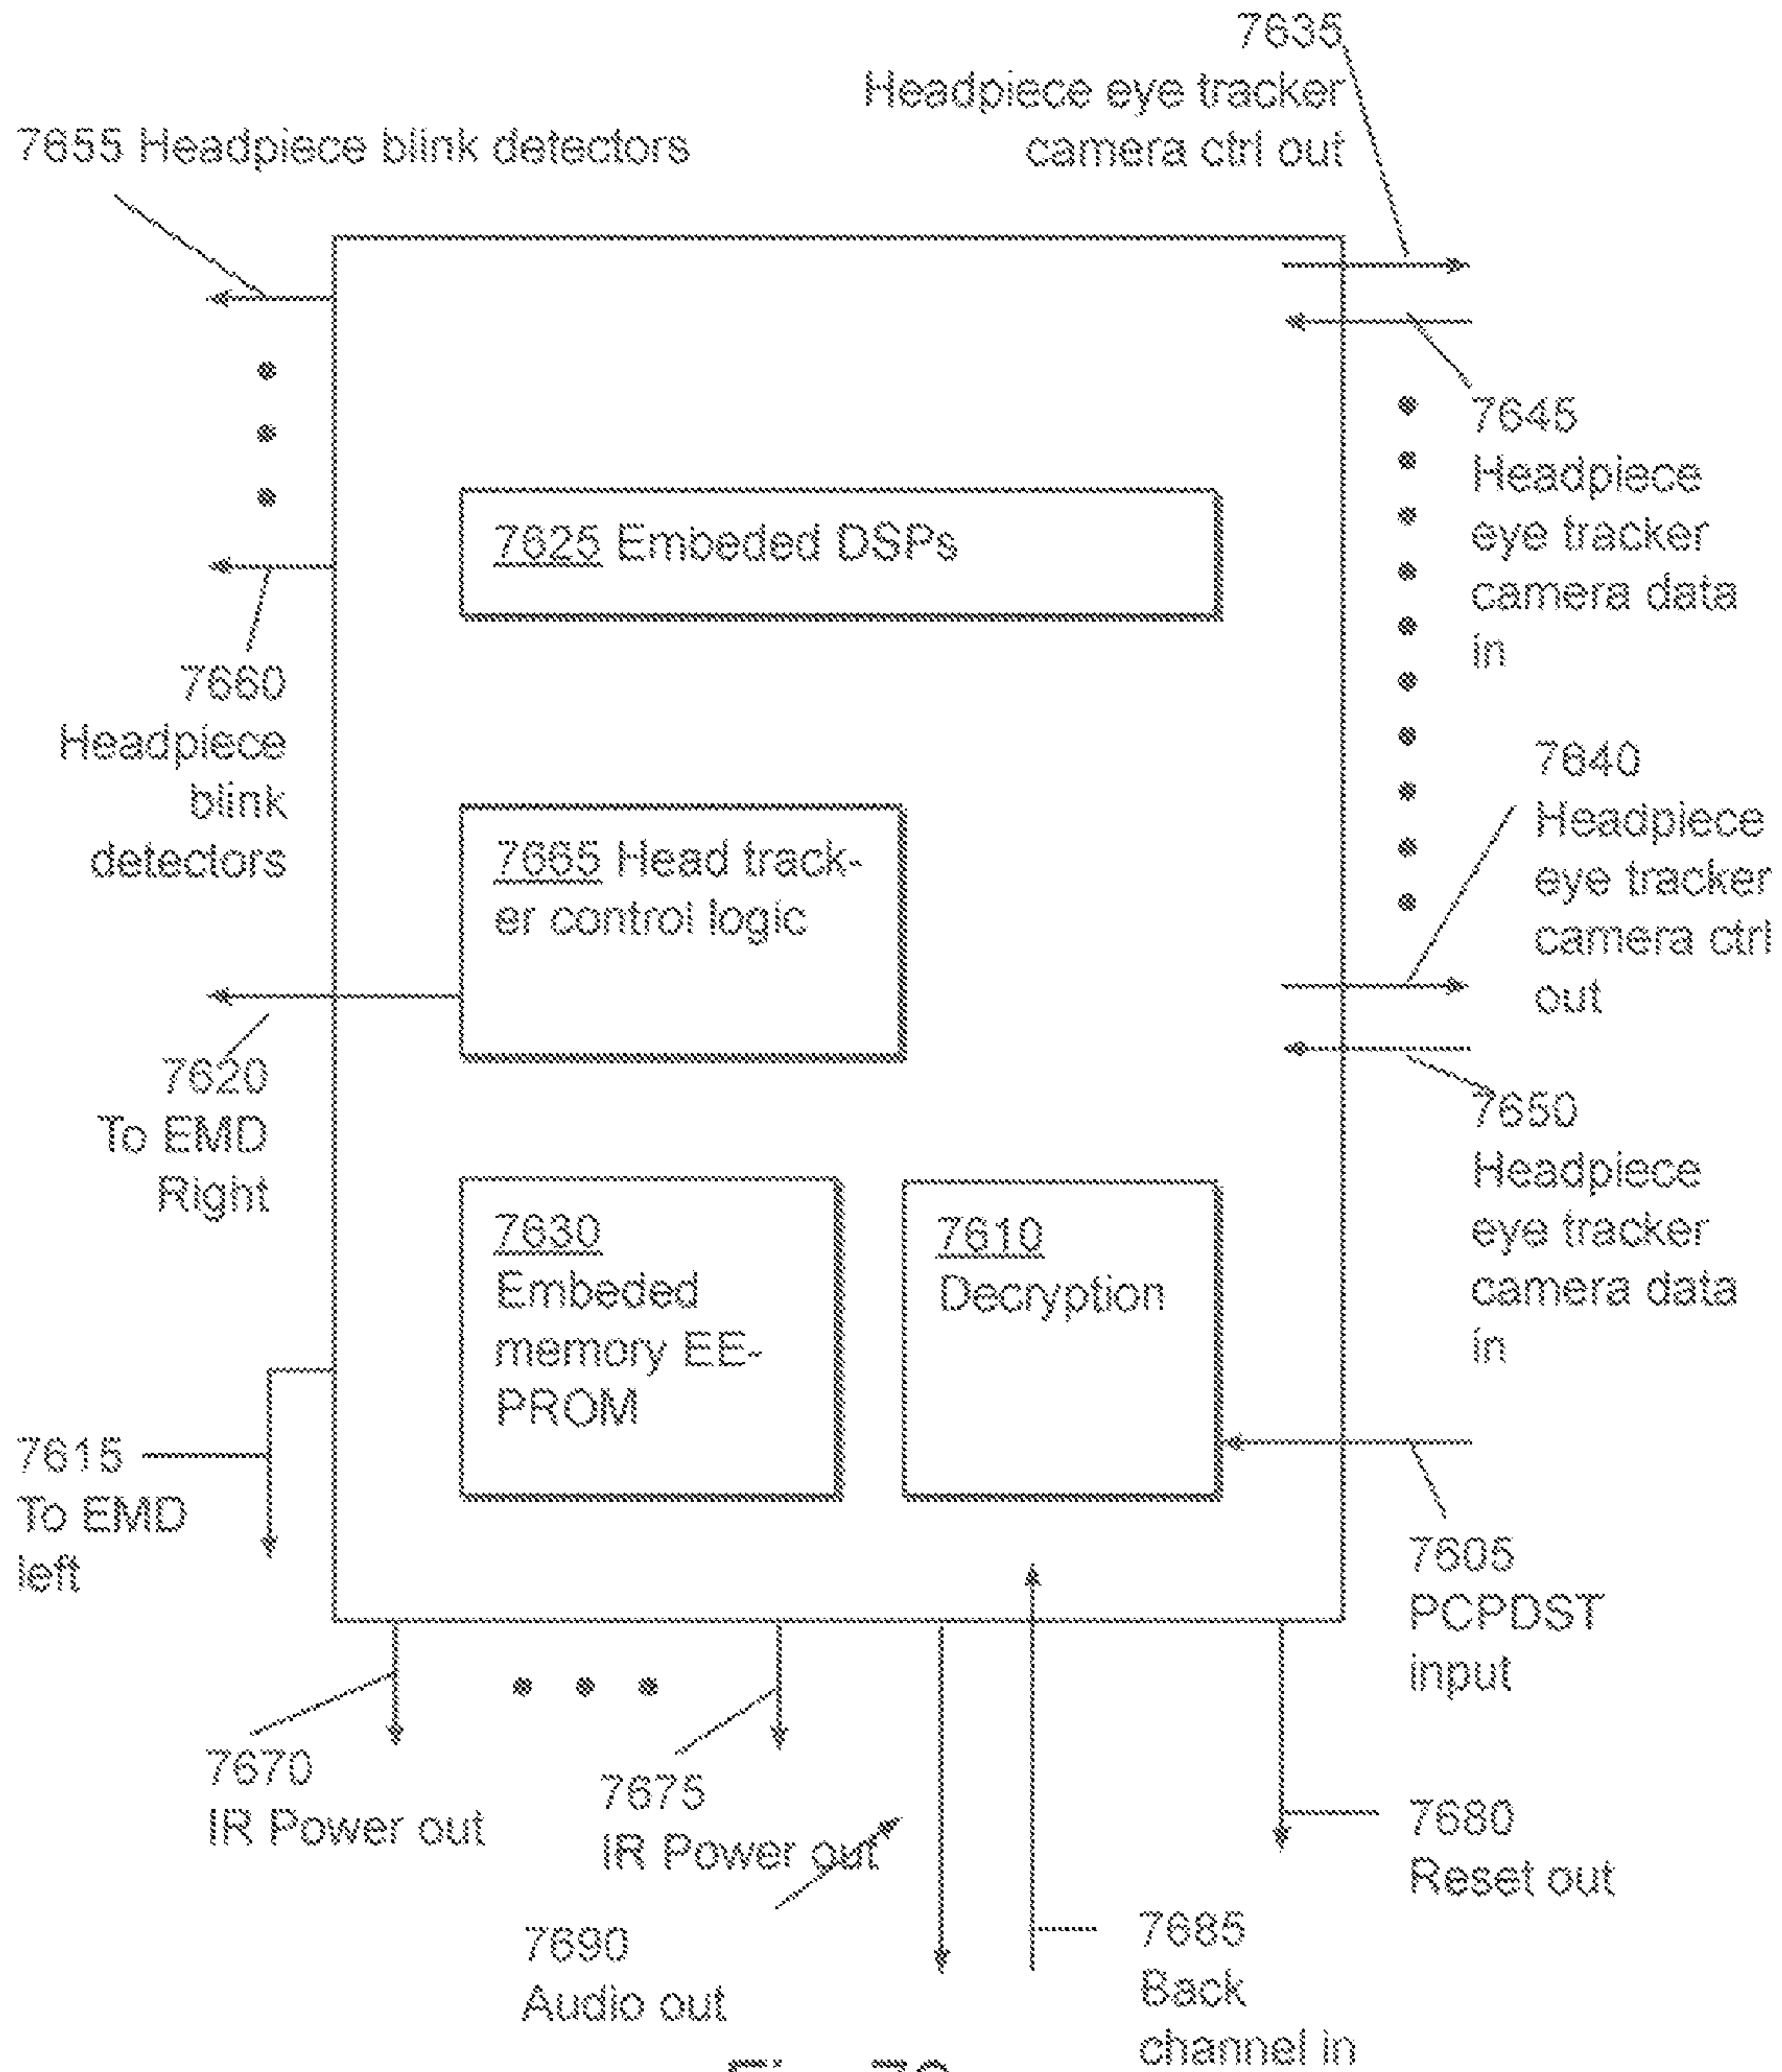 7635
Headpiece eye tracker
camera ctrl out
7655 Headpiece blink detectors
7645
Headpiece
eye tracker
camera data
in
7625 Embeded DSPs
7660
Headpiece
blink
detectors
7640
Headpiece
eye tracker
camera ctrl
out
7665 Head track-
er control logic
7620
To EMD
Right
7650
Headpiece
eye tracker
camera data
in
7630
Embeded
memory EE-
PROM
7610
Decryption
7615
To EMD
left
7605
PCPDST
input
7670
IR Power out
7675
IR Power out
7680
Reset out
7690
Audio out
7685
Back
channel in